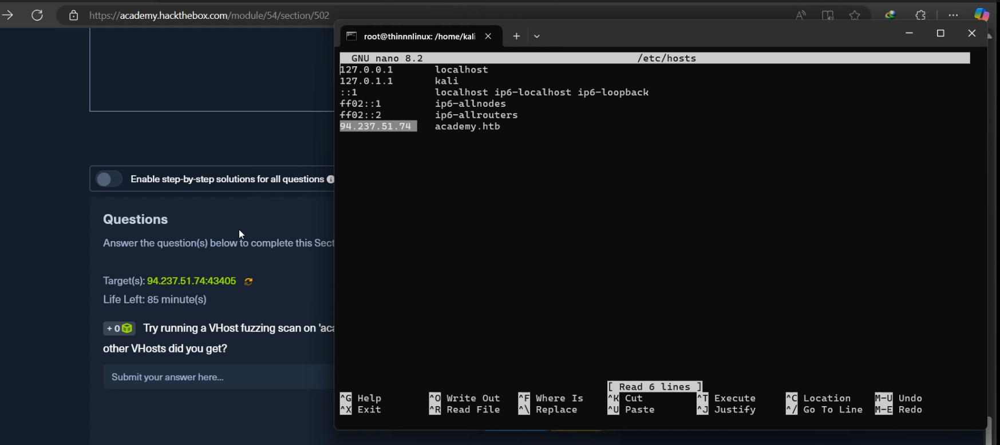 https://academy.hackthebox.com/module/54/section/502
root@thinnnlinux: /home/kali
GNU nano 8.2 /etc/hosts
127.0.0.1 localhost
127.0.1.1 kali
::1 localhost ip6-localhost ip6-loopback
ff02::1 ip6-allnodes
ff02::2 ip6-allrouters
94.237.51.74 academy.htb
[ Read 6 lines ]
^G Help ^O Write Out ^F Where Is ^K Cut ^T Execute ^C Location M-U Undo
^X Exit ^R Read File ^\ Replace ^U Paste ^J Justify ^/ Go To Line M-E Redo
Enable step-by-step solutions for all questions
Questions
Answer the question(s) below to complete this Sect
Target(s): 94.237.51.74:43405
Life Left: 85 minute(s)
+ 0 Try running a VHost fuzzing scan on 'aca
other VHosts did you get?
Submit your answer here...